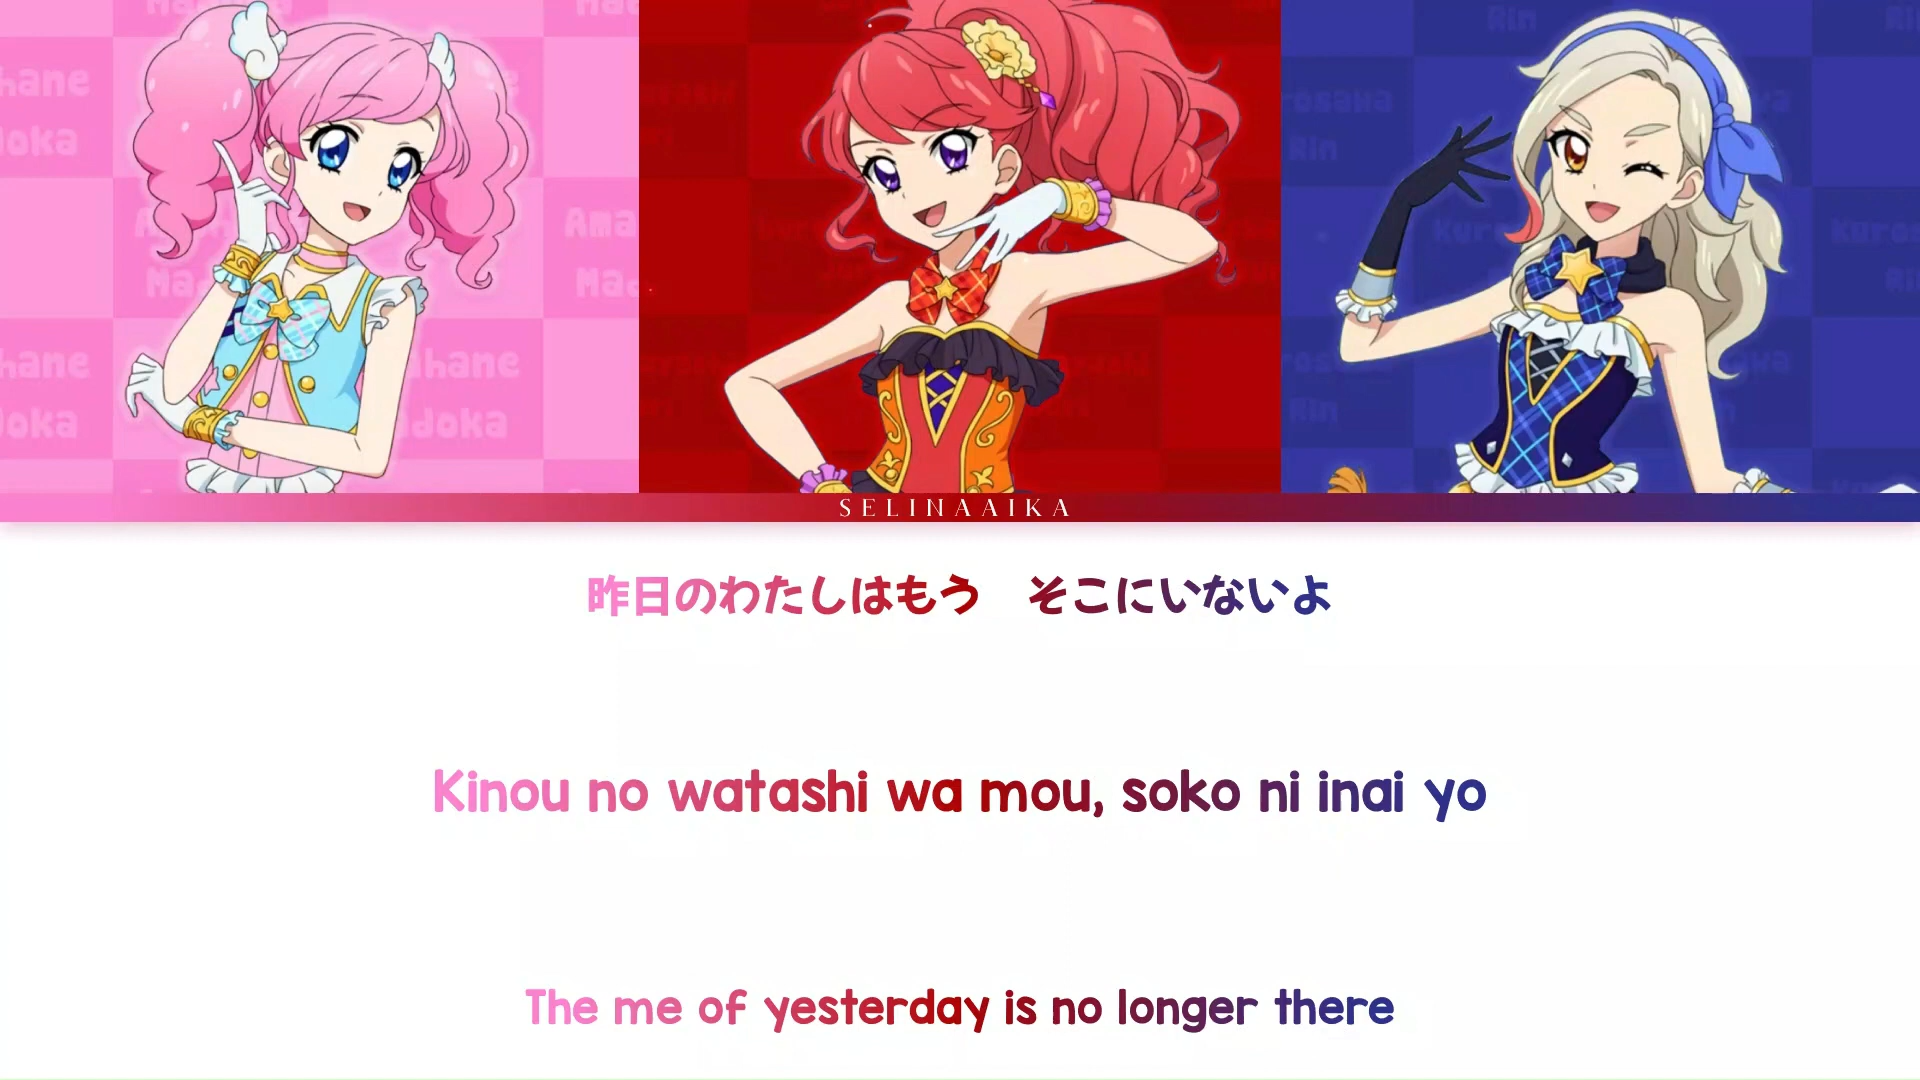 SELINAAIKA
昨日のわたしはもう　そこにいないよ
Kinou no watashi wa mou, soko ni inai yo
The me of yesterday is no longer there